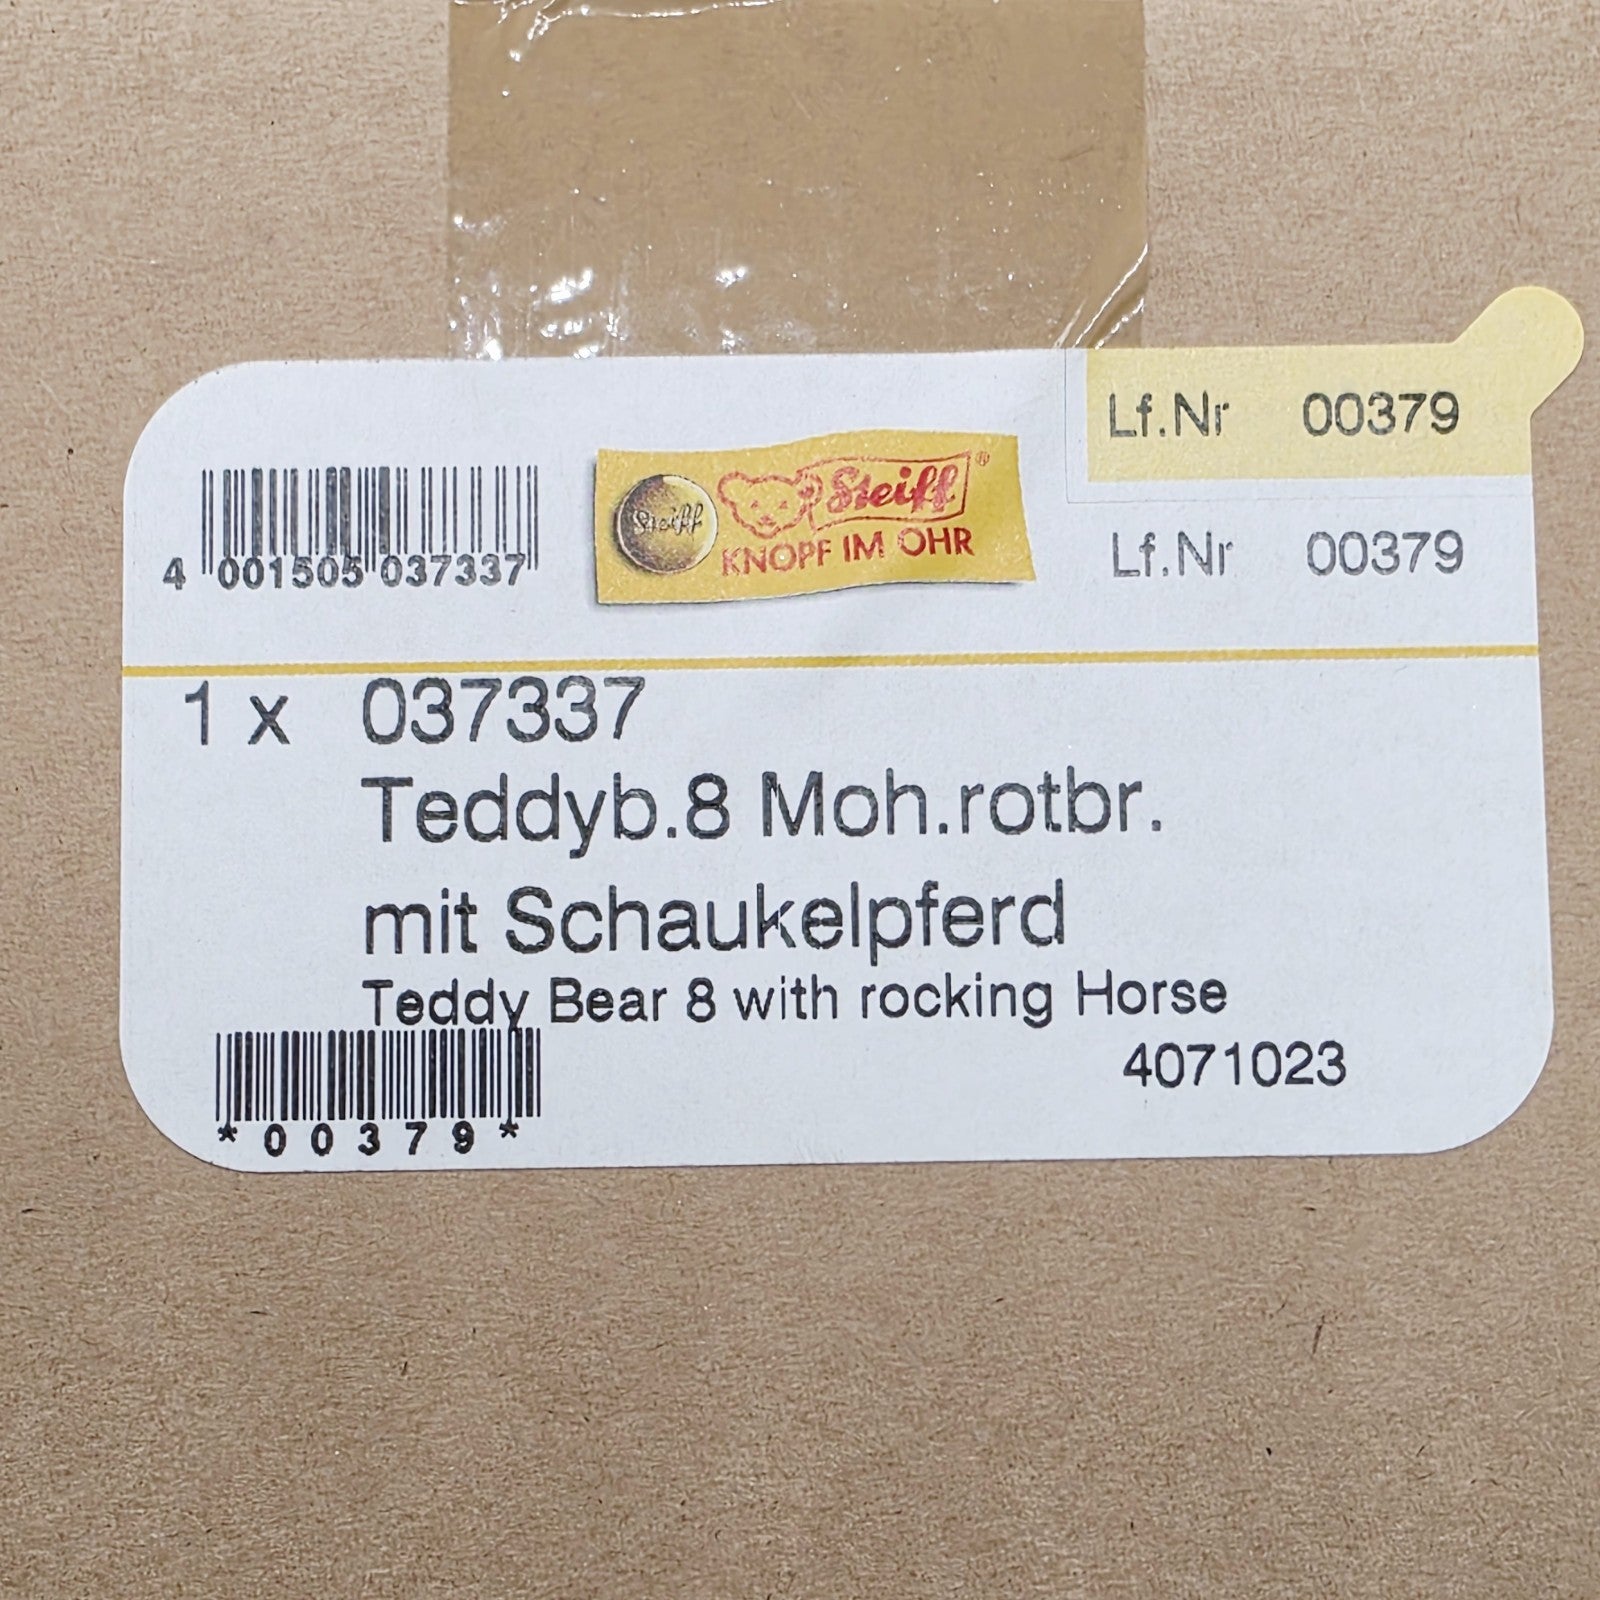 Lf.Nr 00379
Steiff
Steiff®
KNOPF IM OHR
Lf.Nr 00379
4 001505 037337
1 x 037337
Teddyb.8 Moh.rotbr.
mit Schaukelpferd
Teddy Bear 8 with rocking Horse
4071023
*00379*